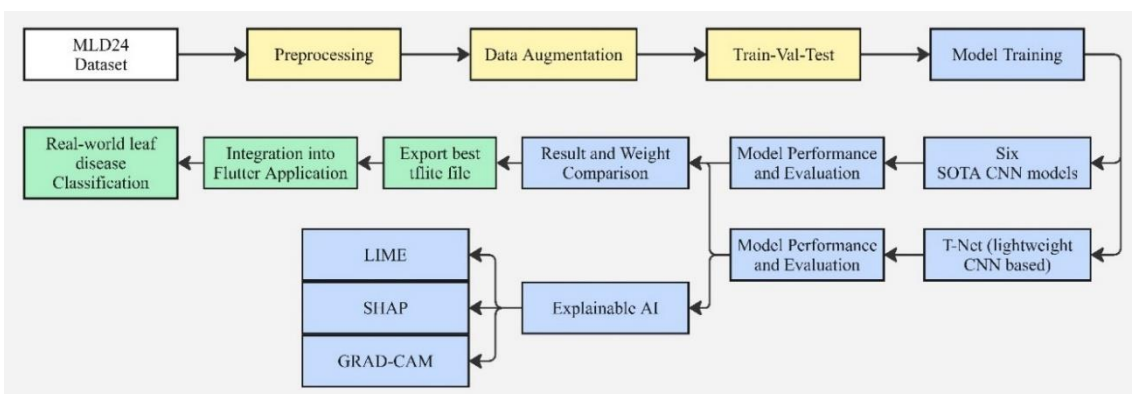 MLD24
Dataset
Preprocessing
Data Augmentation
Train-Val-Test
Model Training
Real-world leaf
disease
Classification
Integration into
Flutter Application
Export best
tflite file
Result and Weight
Comparison
Model Performance
and Evaluation
Six
SOTA CNN models
LIME
SHAP
GRAD-CAM
Explainable AI
Model Performance
and Evaluation
T-Net (lightweight
CNN based)